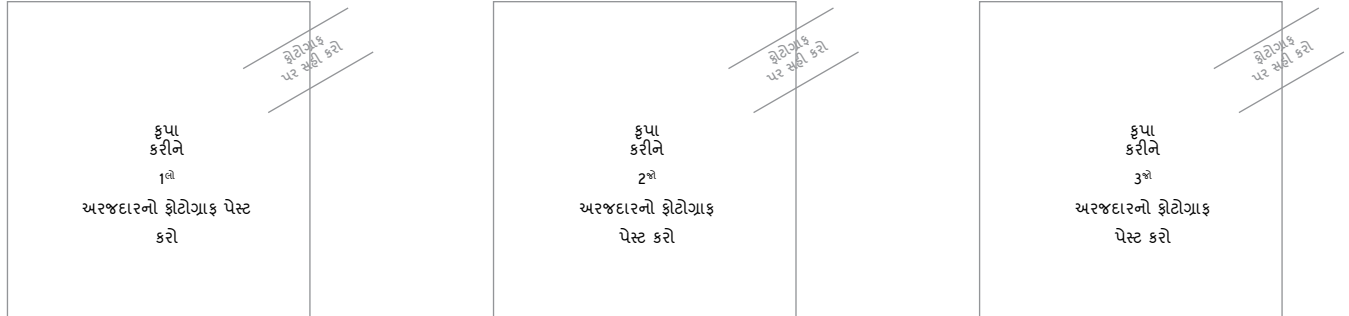 ફોટોગ્રાફ
પર સહી કરો
કૃપા
કરીને
1લો
અરજદારનો ફોટોગ્રાફ પેસ્ટ
કરો
ફોટોગ્રાફ
પર સહી કરો
કૃપા
કરીને
2જો
અરજદારનો ફોટોગ્રાફ
પેસ્ટ કરો
ફોટોગ્રાફ
પર સહી કરો
કૃપા
કરીને
3જો
અરજદારનો ફોટોગ્રાફ
પેસ્ટ કરો